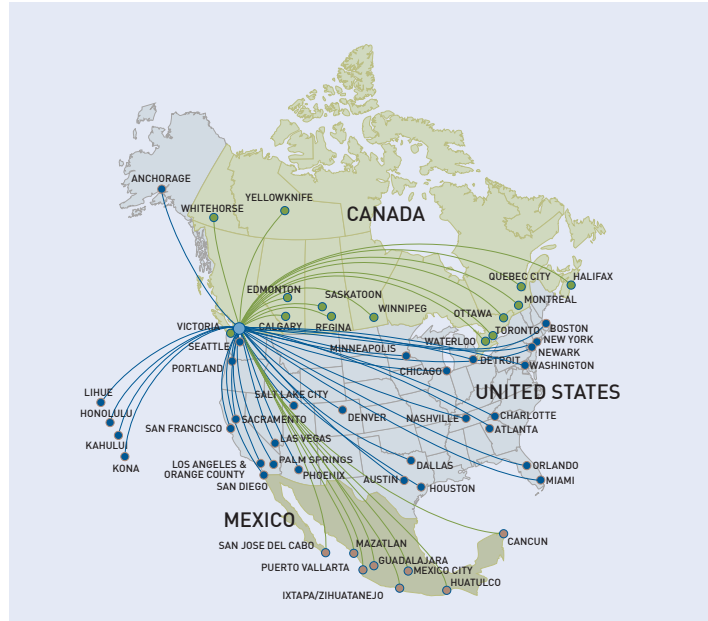 ANCHORAGE
YELLOWKNIFE
WHITEHORSE
CANADA
QUEBEC CITY
HALIFAX
EDMONTON
SASKATOON
MONTREAL
WINNIPEG
OTTAWA
VICTORIA
CALGARY
REGINA
TORONTO
BOSTON
WATERLOO
NEW YORK
SEATTLE
MINNEAPOLIS
NEWARK
DETROIT
WASHINGTON
PORTLAND
CHICAGO
LIHUE
SALT LAKE CITY
UNITED STATES
HONOLULU
SACRAMENTO
DENVER
NASHVILLE
CHARLOTTE
SAN FRANCISCO
ATLANTA
KAHULUI
LAS VEGAS
KONA
LOS ANGELES &
ORANGE COUNTY
PALM SPRINGS
DALLAS
ORLANDO
PHOENIX
AUSTIN
MIAMI
SAN DIEGO
HOUSTON
MEXICO
CANCUN
SAN JOSE DEL CABO
MAZATLAN
GUADALAJARA
PUERTO VALLARTA
MEXICO CITY
HUATULCO
IXTAPA/ZIHUATANEJO